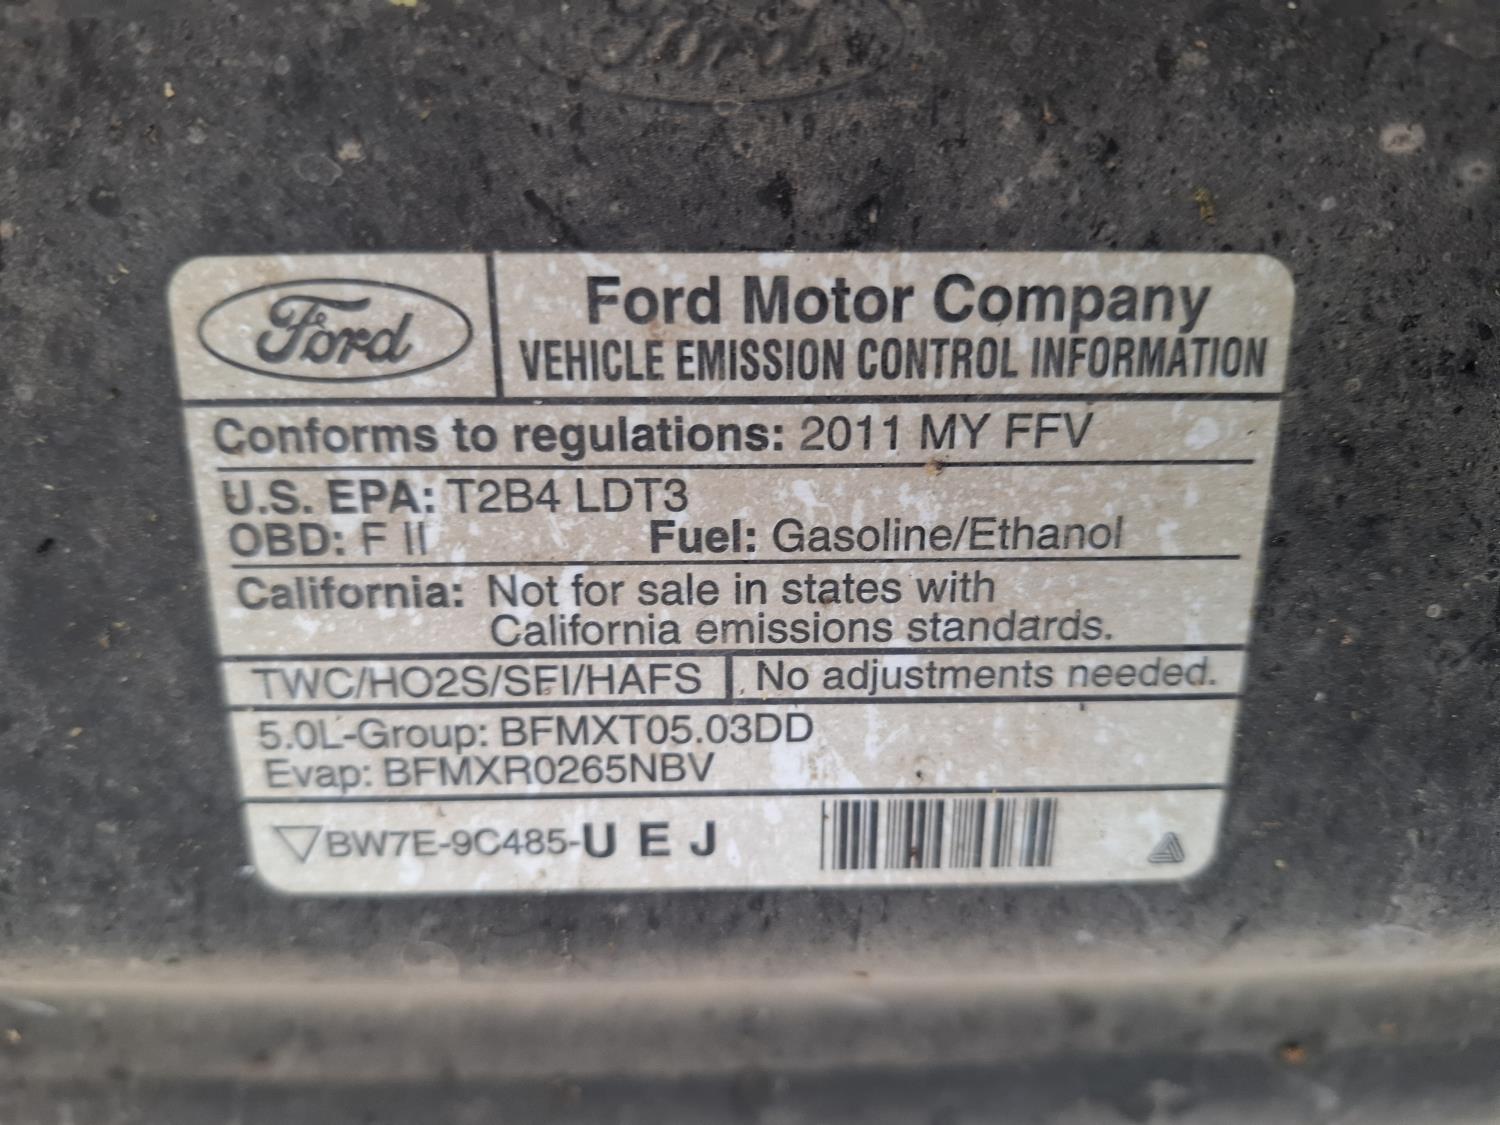 Ford
Ford
Ford Motor Company
VEHICLE EMISSION CONTROL INFORMATION
Conforms to regulations: 2011 MY FFV
U.S. EPA: T2B4 LDT3
OBD: F II Fuel: Gasoline/Ethanol
California: Not for sale in states with
California emissions standards.
TWC/HO2S/SFI/HAFS No adjustments needed.
5.0L-Group: BFMXT05.03DD
Evap: BFMXR0265NBV
BW7E-9C485-U E J